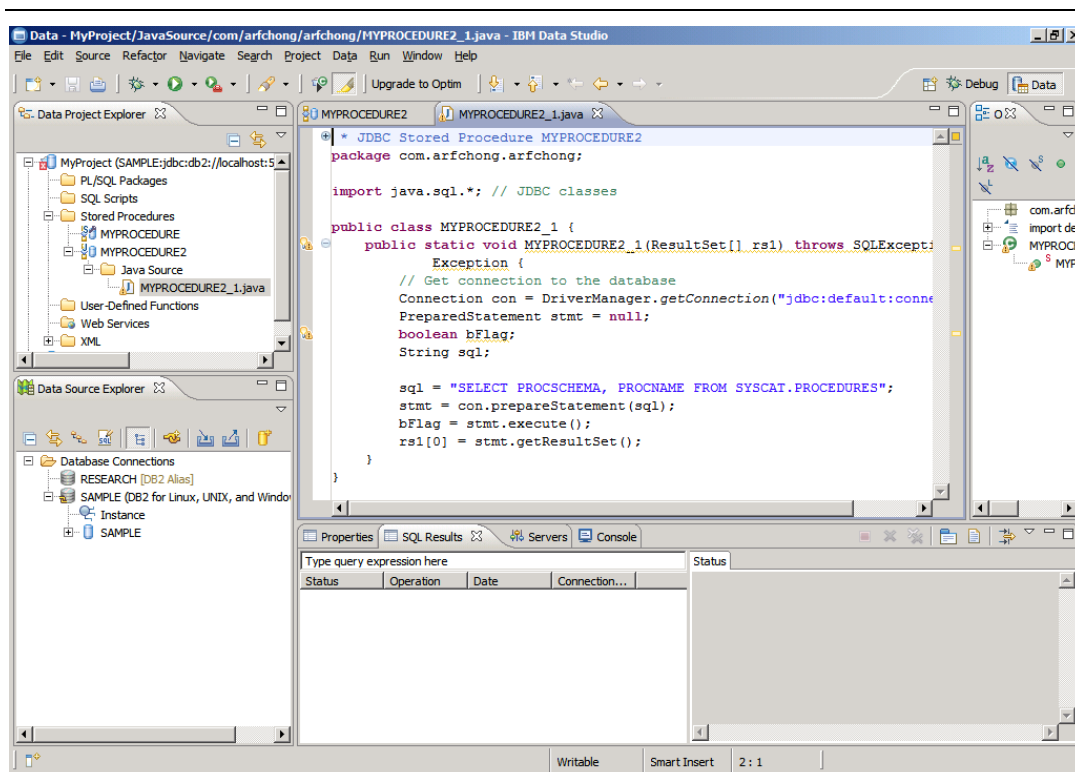 Data - MyProject/JavaSource/com/arfchong/arfchong/MYPROCEDURE2_1.java - IBM Data Studio
File Edit Source Refactor Navigate Search Project Data Run Window Help
Upgrade to Optim
Debug
Data
Data Project Explorer
MyProject (SAMPLE:jdbc:db2://localhost:5
PL/SQL Packages
SQL Scripts
Stored Procedures
MYPROCEDURE
MYPROCEDURE2
Java Source
MYPROCEDURE2_1.java
User-Defined Functions
Web Services
XML
Data Source Explorer
Database Connections
RESEARCH [DB2 Alias]
SAMPLE (DB2 for Linux, UNIX, and Windo
Instance
SAMPLE
MYPROCEDURE2
MYPROCEDURE2_1.java
* JDBC Stored Procedure MYPROCEDURE2
package com.arfchong.arfchong;
import java.sql.*; // JDBC classes
public class MYPROCEDURE2_1 {
public static void MYPROCEDURE2_1(ResultSet[] rs1) throws SQLExcepti
Exception {
// Get connection to the database
Connection con = DriverManager.getConnection("jdbc:default:conne
PreparedStatement stmt = null;
boolean bFlag;
String sql;
sql = "SELECT PROCSCHEMA, PROCNAME FROM SYSCAT.PROCEDURES";
stmt = con.prepareStatement(sql);
bFlag = stmt.execute();
rs1[0] = stmt.getResultSet();
}
}
com.arfcl
import de
MYPROCI
S MYP
Properties
SQL Results
Servers
Console
Type query expression here
Status Operation Date Connection...
Status
Writable
Smart Insert
2 : 1